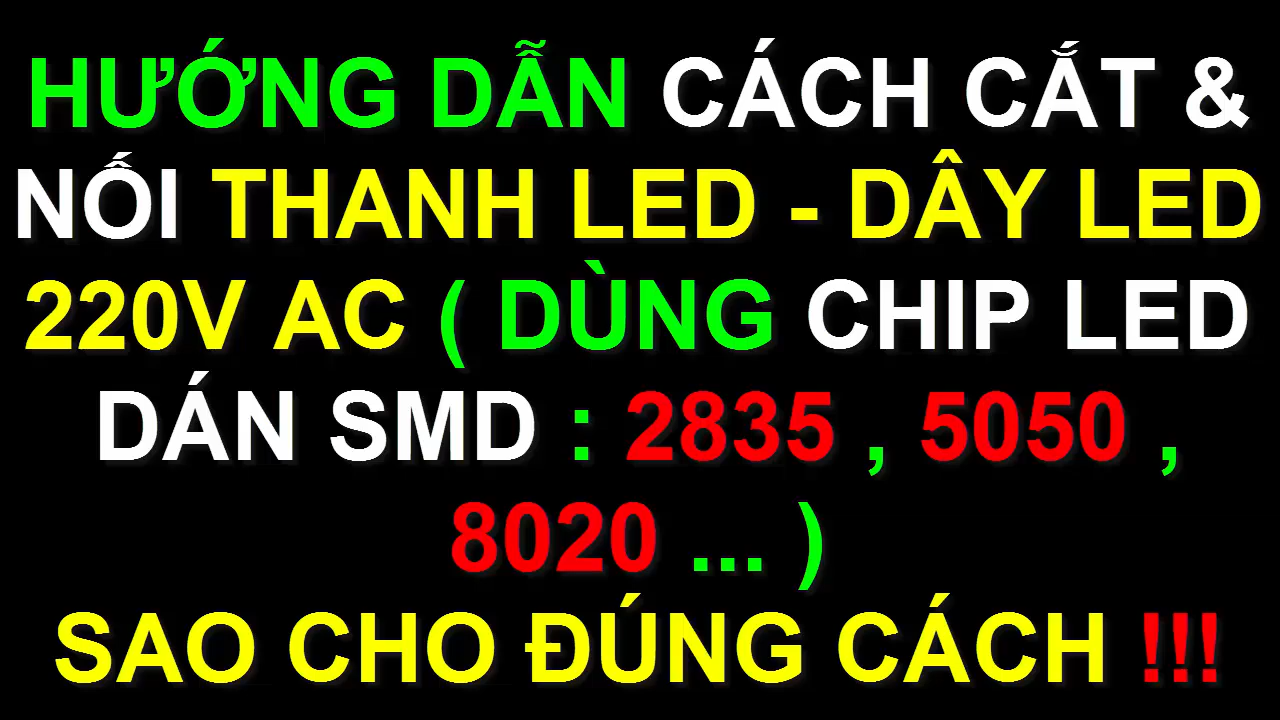 HƯỚNG DẪN CÁCH CẮT &
NỐI THANH LED - DÂY LED
220V AC ( DÙNG CHIP LED
DÁN SMD : 2835 , 5050 ,
8020 ... )
SAO CHO ĐÚNG CÁCH !!!